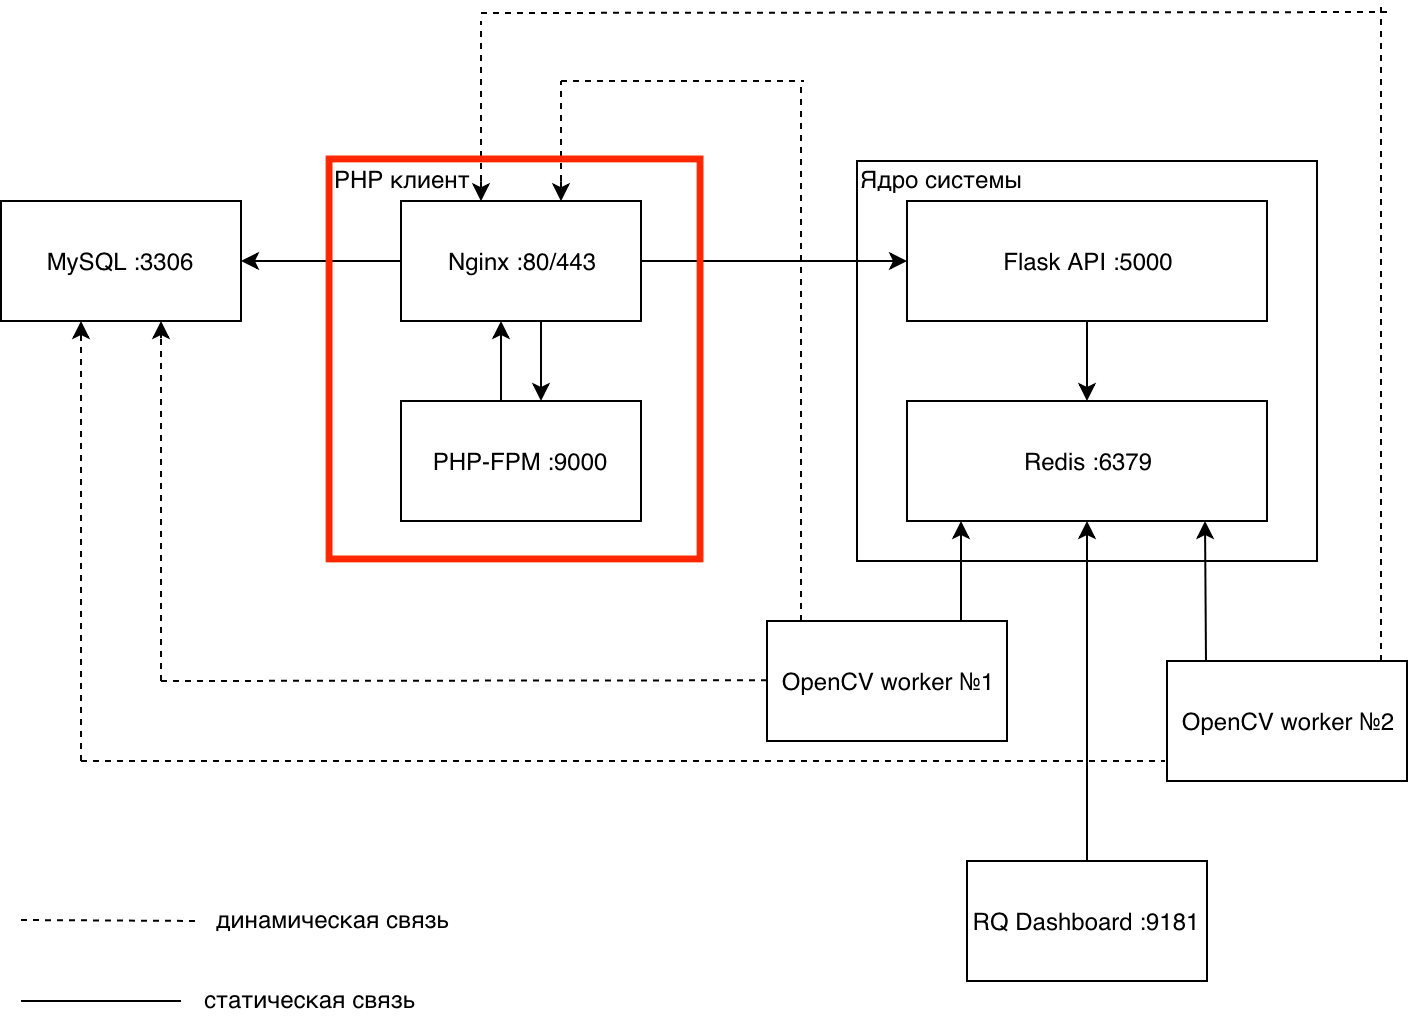 PHP клиент
Ядро системы
MySQL :3306
Nginx :80/443
Flask API :5000
PHP-FPM :9000
Redis :6379
OpenCV worker №1
OpenCV worker №2
RQ Dashboard :9181
динамическая связь
статическая связь